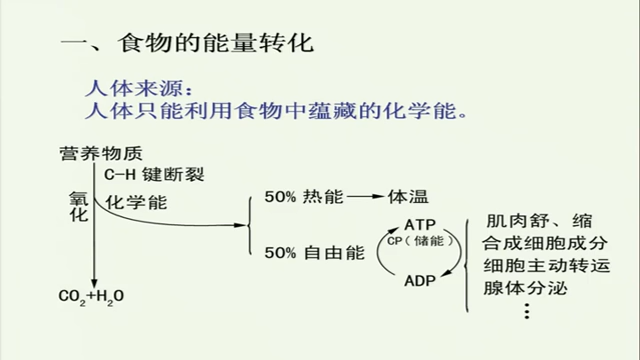 一、食物的能量转化
人体来源：
人体只能利用食物中蕴藏的化学能。
营养物质
C-H 键断裂
氧化
化学能
50% 热能
体温
50% 自由能
ATP
CP（储能）
ADP
肌肉舒、缩
合成细胞成分
细胞主动转运
腺体分泌
⋮
CO₂+H₂O